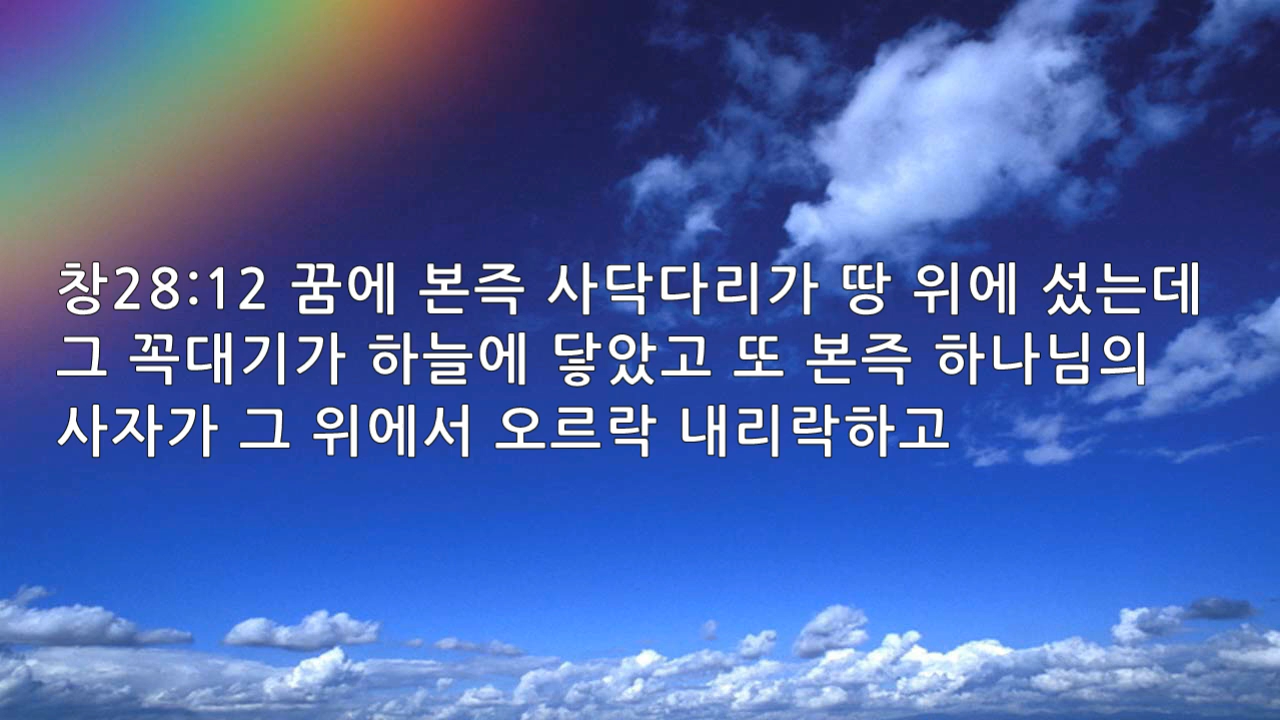 창28:12 꿈에 본즉 사닥다리가 땅 위에 섰는데
그 꼭대기가 하늘에 닿았고 또 본즉 하나님의
사자가 그 위에서 오르락 내리락하고